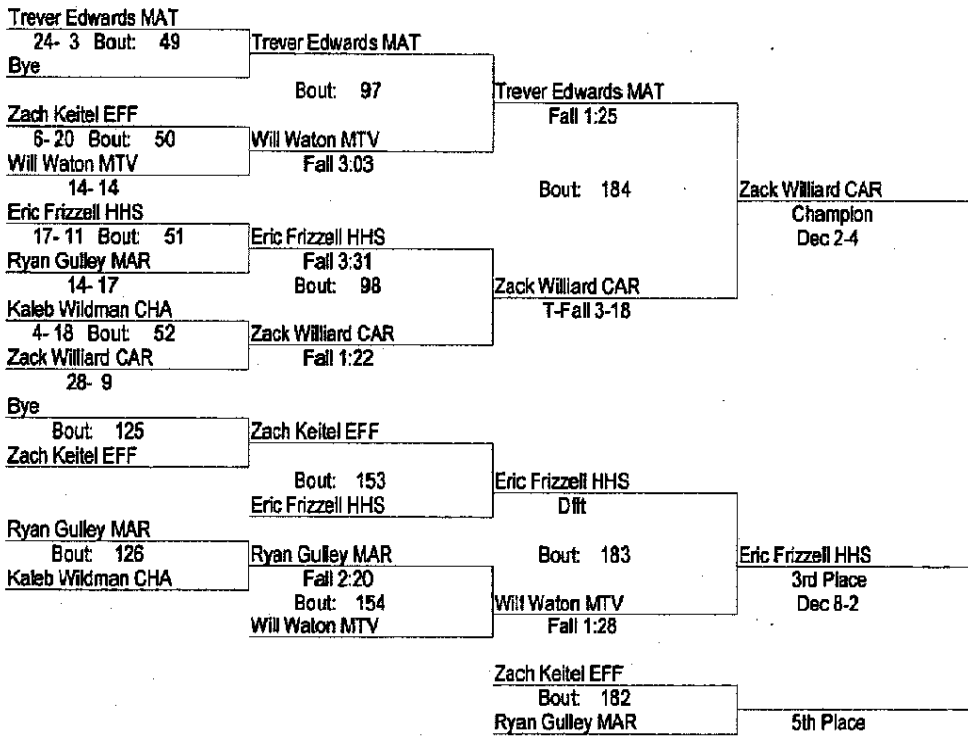 Trever Edwards MAT
24- 3 Bout: 49
Bye
Trever Edwards MAT
Bout: 97
Zach Keitel EFF
6- 20 Bout: 50
Will Waton MTV
14- 14
Will Waton MTV
Fall 3:03
Trever Edwards MAT
Fall 1:25
Eric Frizzell HHS
17- 11 Bout: 51
Ryan Gulley MAR
14- 17
Eric Frizzell HHS
Fall 3:31
Bout: 98
Kaleb Wildman CHA
4- 18 Bout: 52
Zack Williard CAR
28- 9
Zack Williard CAR
Fall 1:22
Zack Williard CAR
T-Fall 3-18
Bout: 184
Zack Williard CAR
Champion
Dec 2-4
Bye
Bout: 125
Zach Keitel EFF
Zach Keitel EFF
Bout: 153
Eric Frizzell HHS
Eric Frizzell HHS
Dfft
Ryan Gulley MAR
Bout: 126
Kaleb Wildman CHA
Ryan Gulley MAR
Fall 2:20
Bout: 154
Will Waton MTV
Bout: 183
Will Waton MTV
Fall 1:28
Eric Frizzell HHS
3rd Place
Dec 8-2
Zach Keitel EFF
Bout: 182
Ryan Gulley MAR
5th Place